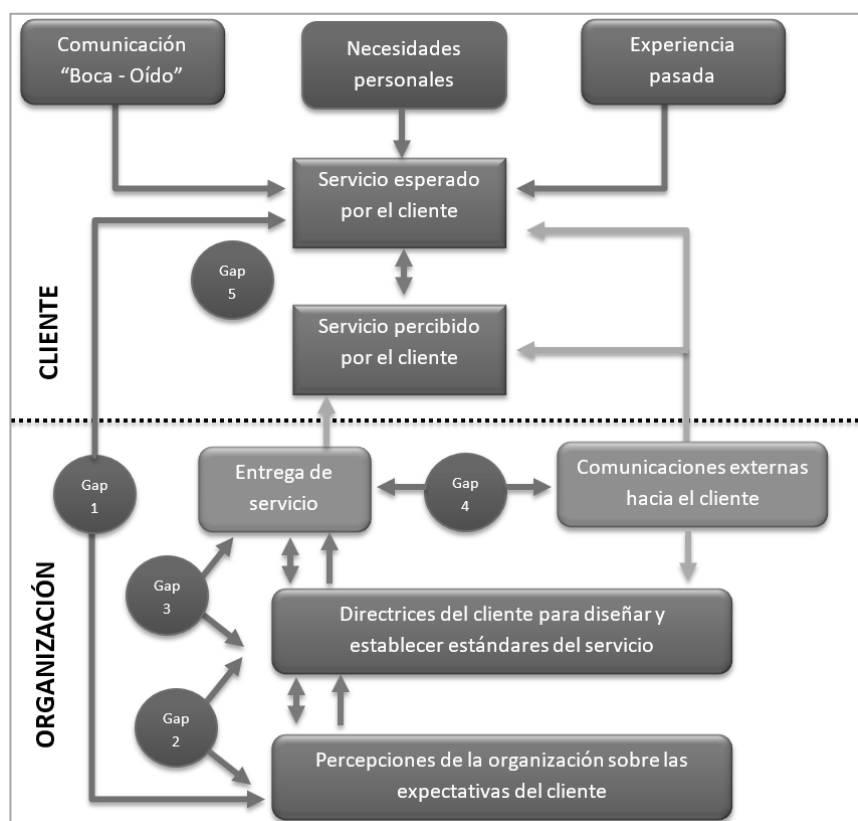 Comunicación
“Boca - Oído”
Necesidades
personales
Experiencia
pasada
Servicio esperado
por el cliente
Gap
5
Servicio percibido
por el cliente
CLIENTE
Entrega de
servicio
Gap
4
Comunicaciones externas
hacia el cliente
Gap
1
Gap
3
Directrices del cliente para diseñar y
establecer estándares del servicio
Gap
2
Percepciones de la organización sobre las
expectativas del cliente
ORGANIZACIÓN